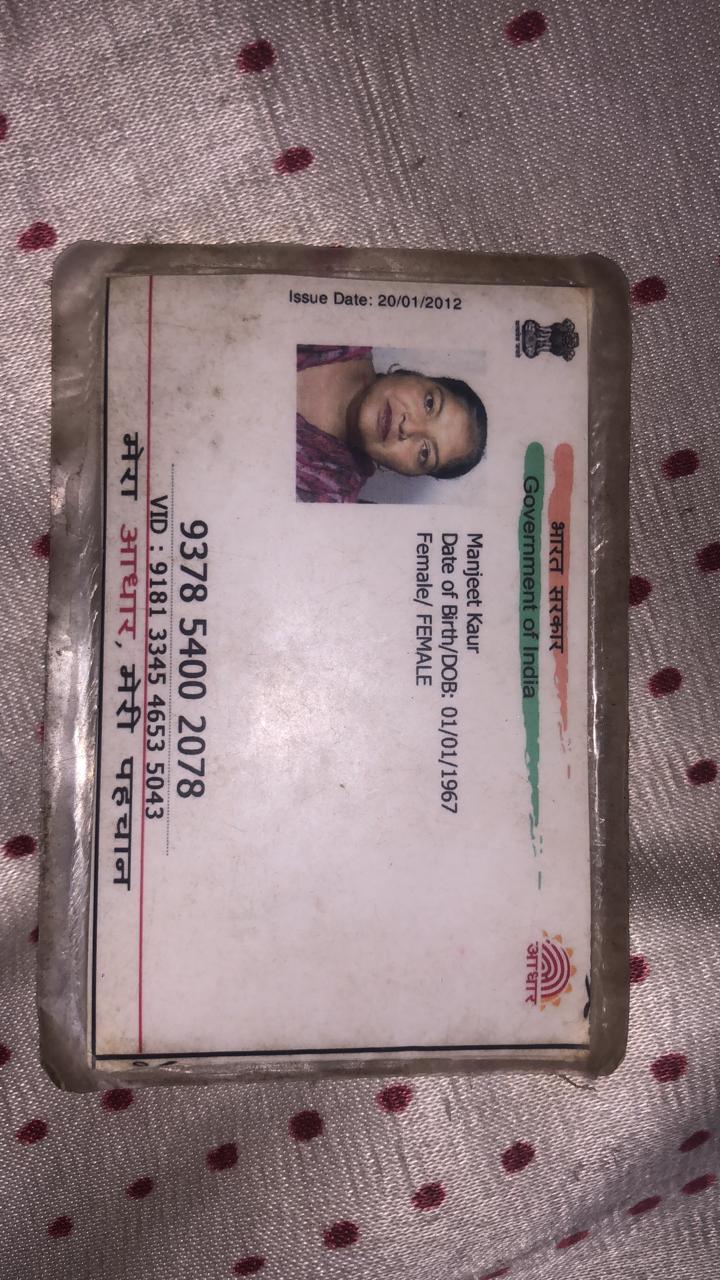 भारत सरकार
Government of India
Issue Date: 20/01/2012
Manjeet Kaur
Date of Birth/DOB: 01/01/1967
Female/ FEMALE
9378 5400 2078
VID : 9181 3345 4653 5043
मेरा आधार, मेरी पहचान
आधार